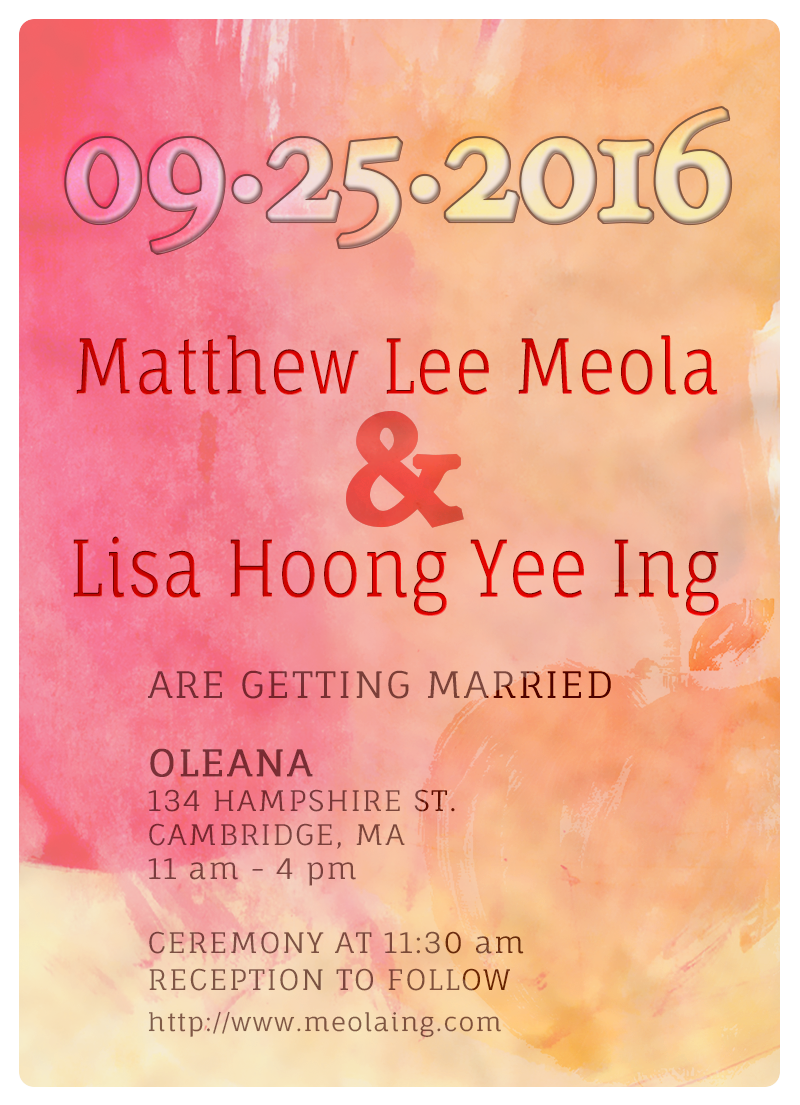 09·25·2016
Matthew Lee Meola
&
Lisa Hoong Yee Ing
ARE GETTING MARRIED
OLEANA
134 HAMPSHIRE ST.
CAMBRIDGE, MA
11 am - 4 pm
CEREMONY AT 11:30 am
RECEPTION TO FOLLOW
http://www.meolaing.com